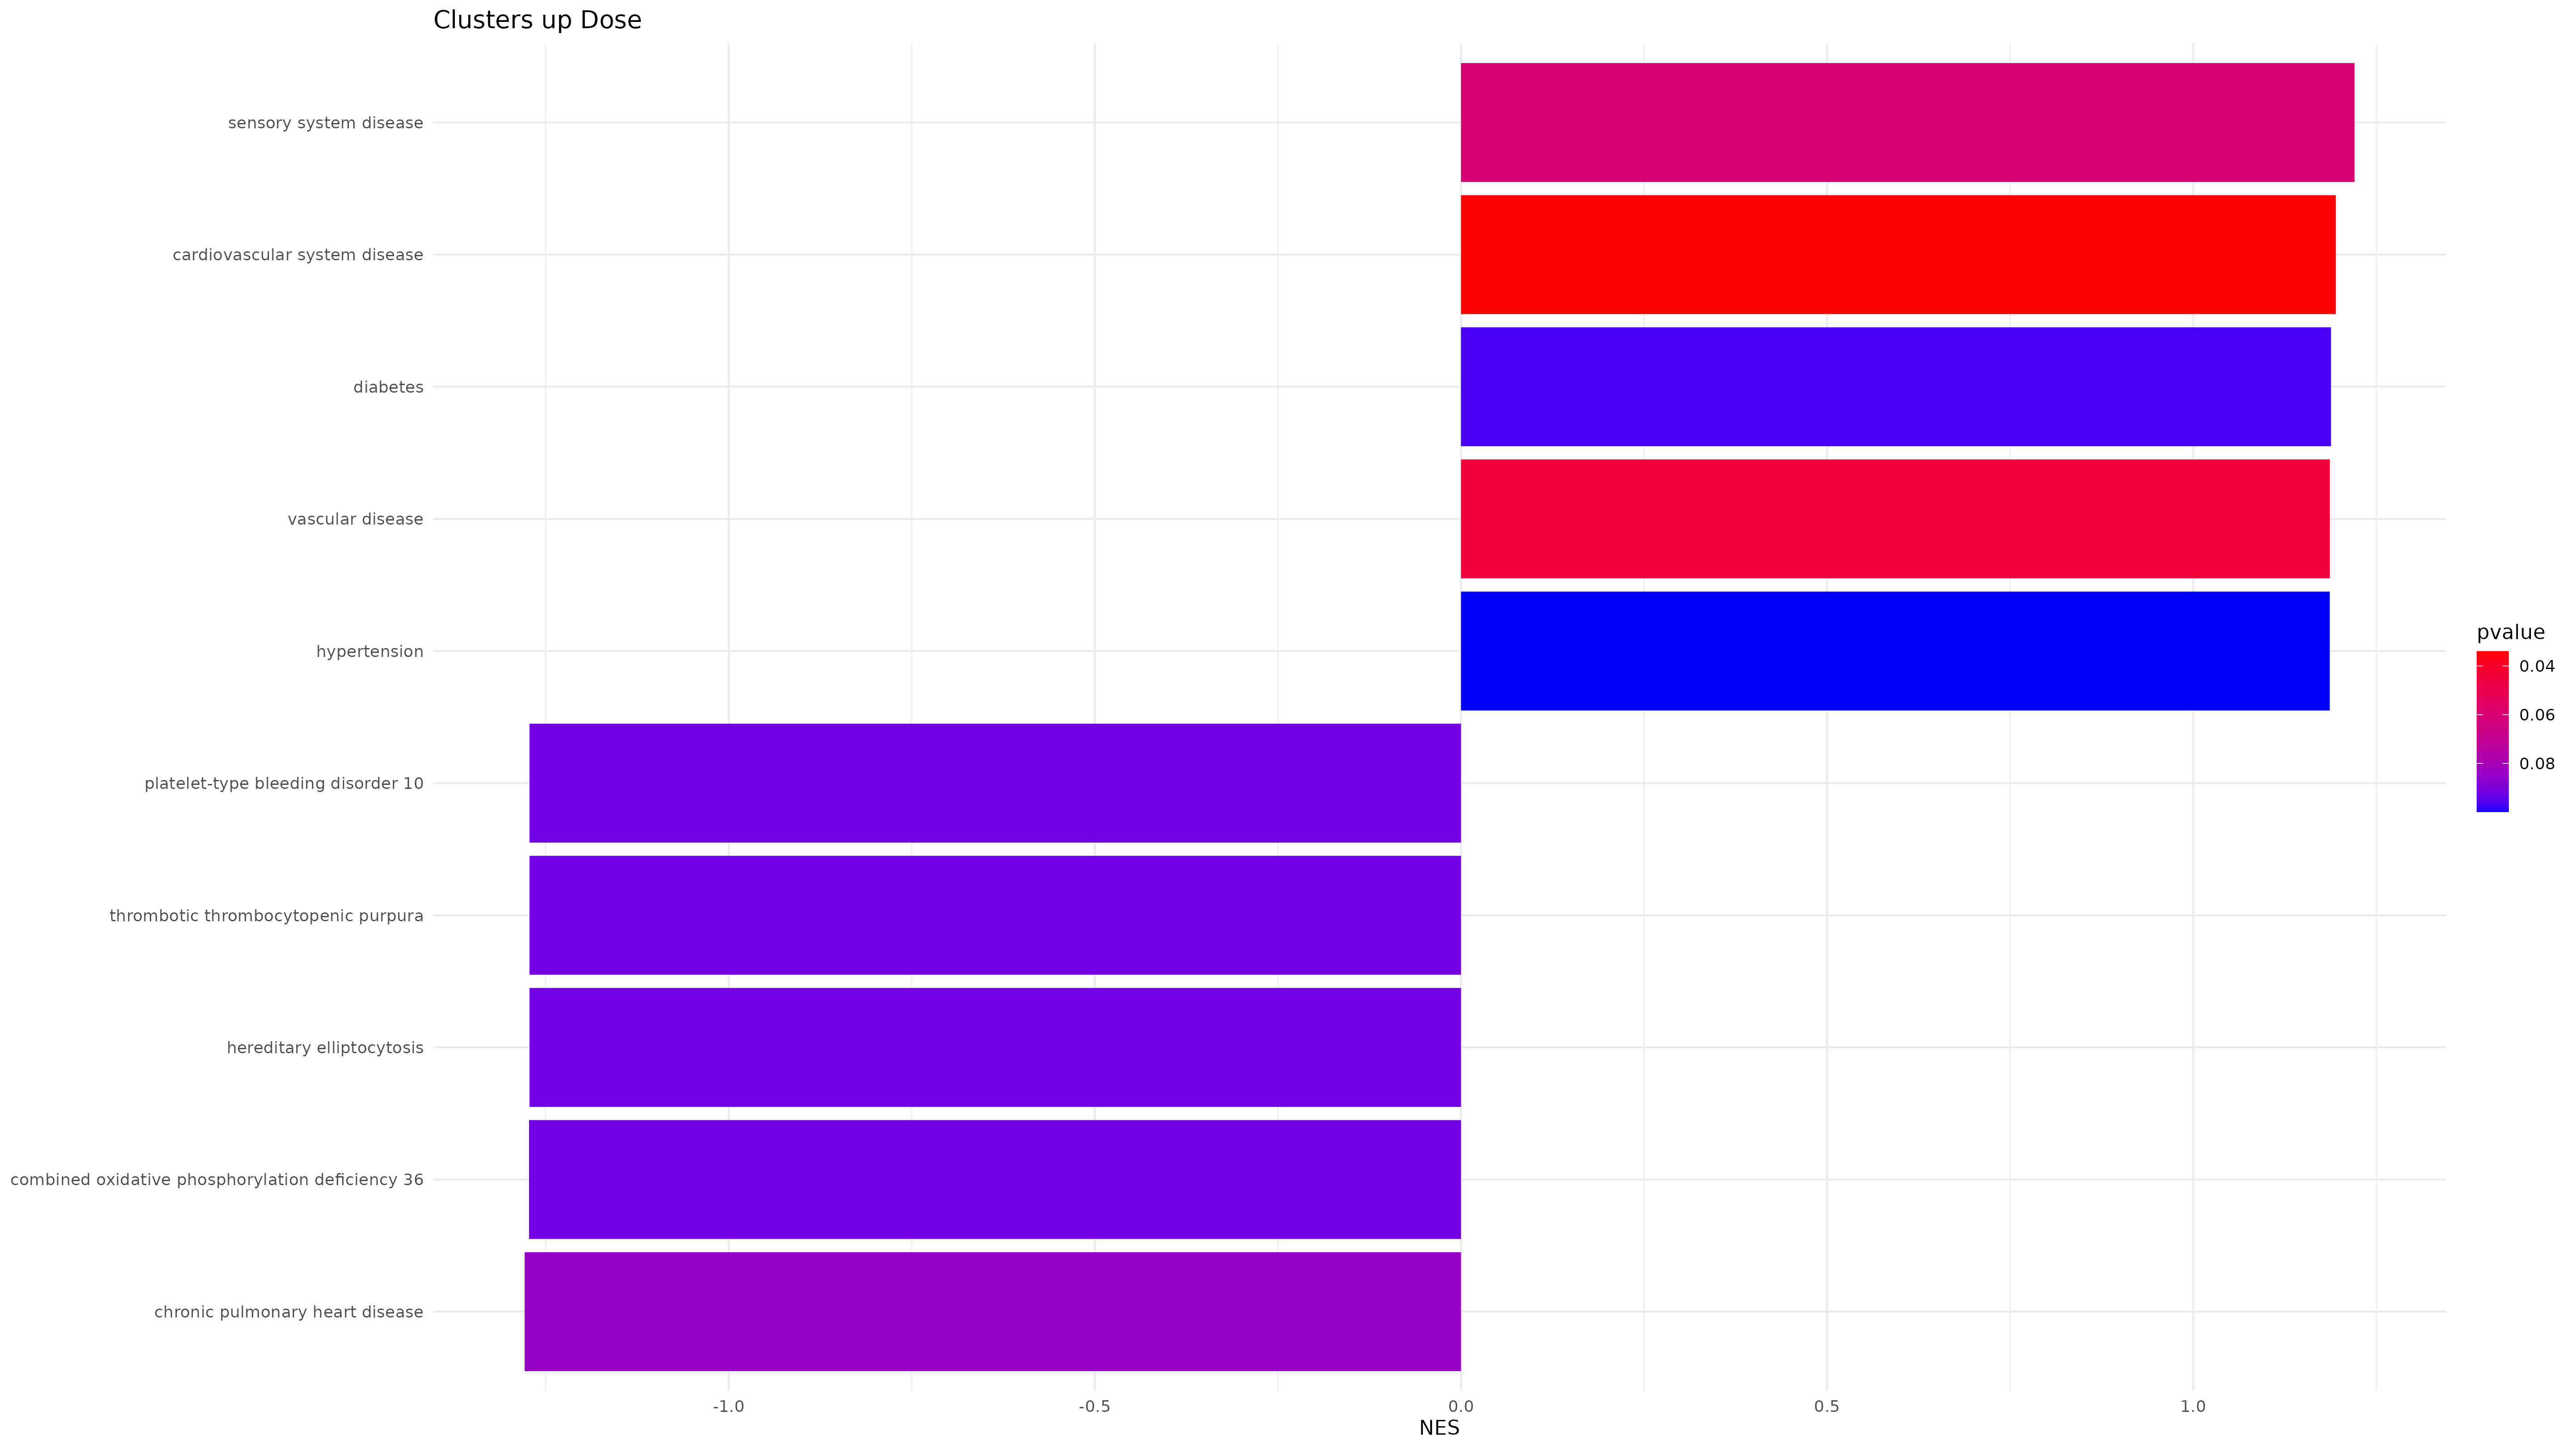 Clusters up Dose
sensory system disease
cardiovascular system disease
diabetes
vascular disease
hypertension
platelet-type bleeding disorder 10
thrombotic thrombocytopenic purpura
hereditary elliptocytosis
combined oxidative phosphorylation deficiency 36
chronic pulmonary heart disease
-1.0 -0.5 0.0 0.5 1.0
NES
pvalue
0.04
0.06
0.08